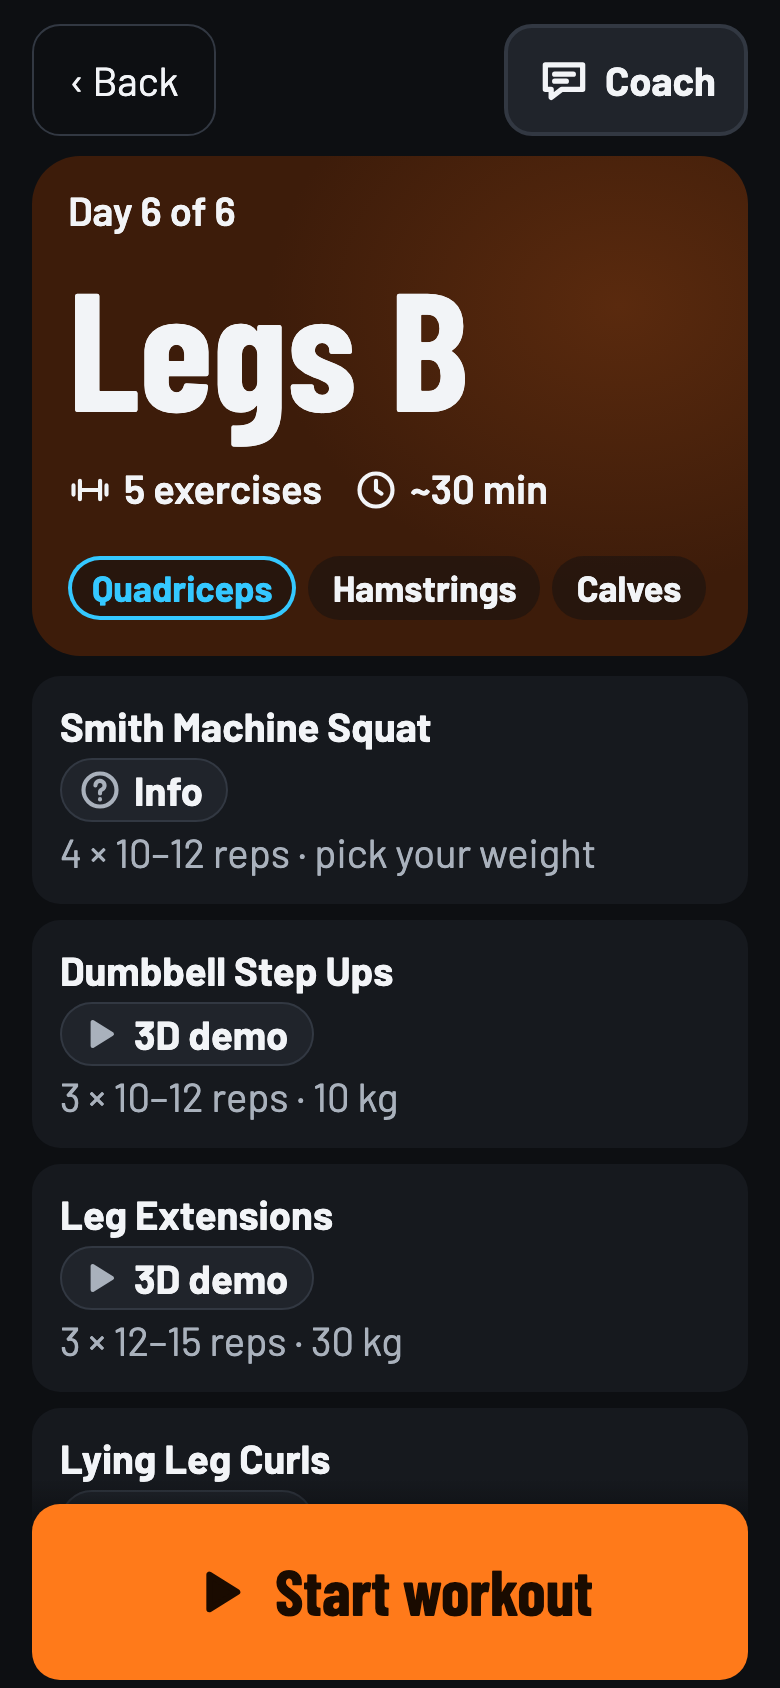 ‹ Back
Coach
Day 6 of 6
Legs B
5 exercises ~30 min
Quadriceps Hamstrings Calves
Smith Machine Squat
Info
4 × 10–12 reps · pick your weight
Dumbbell Step Ups
3D demo
3 × 10–12 reps · 10 kg
Leg Extensions
3D demo
3 × 12–15 reps · 30 kg
Lying Leg Curls
Start workout